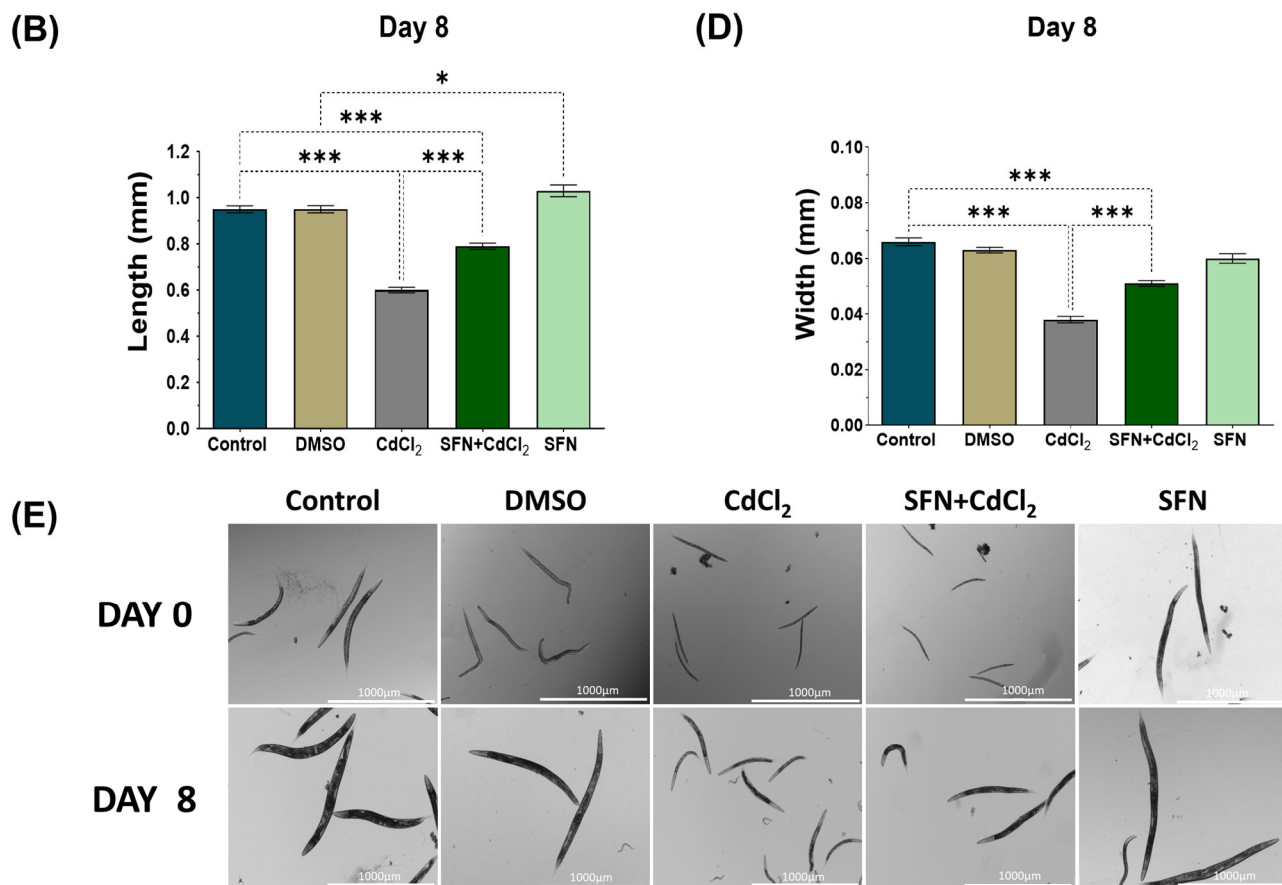 (B)
Day 8
*
***
***
***
Length (mm)
1.2
1.0
0.8
0.6
0.4
0.2
0.0
Control
DMSO
CdCl₂
SFN+CdCl₂
SFN
(D)
Day 8
***
***
***
Width (mm)
0.10
0.08
0.06
0.04
0.02
0.00
Control
DMSO
CdCl₂
SFN+CdCl₂
SFN
(E)
Control
DMSO
CdCl₂
SFN+CdCl₂
SFN
DAY 0
1000µm
1000µm
1000µm
1000µm
1000µm
DAY 8
1000µm
1000µm
1000µm
1000µm
1000µm